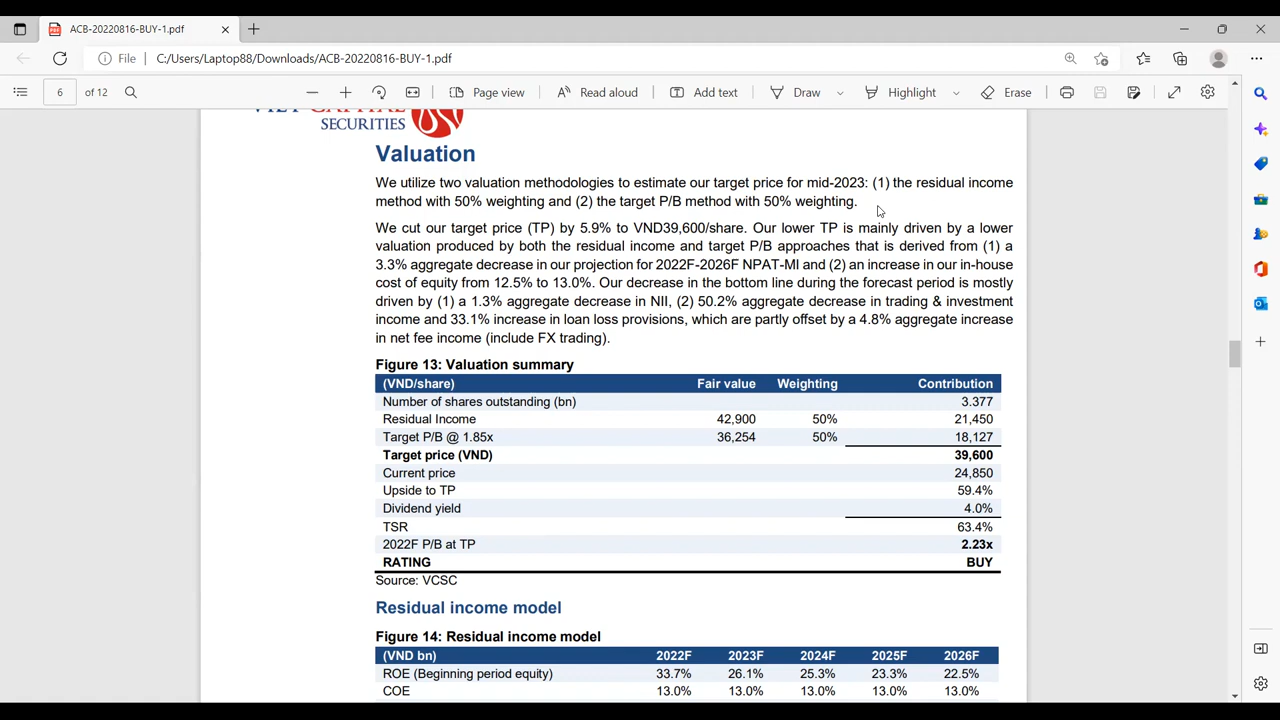 ACB-20220816-BUY-1.pdf
File C:/Users/Laptop88/Downloads/ACB-20220816-BUY-1.pdf
6 of 12 Page view Read aloud Add text Draw Highlight Erase
SECURITIES
Valuation
We utilize two valuation methodologies to estimate our target price for mid-2023: (1) the residual income
method with 50% weighting and (2) the target P/B method with 50% weighting.
We cut our target price (TP) by 5.9% to VND39,600/share. Our lower TP is mainly driven by a lower
valuation produced by both the residual income and target P/B approaches that is derived from (1) a
3.3% aggregate decrease in our projection for 2022F-2026F NPAT-MI and (2) an increase in our in-house
cost of equity from 12.5% to 13.0%. Our decrease in the bottom line during the forecast period is mostly
driven by (1) a 1.3% aggregate decrease in NII, (2) 50.2% aggregate decrease in trading & investment
income and 33.1% increase in loan loss provisions, which are partly offset by a 4.8% aggregate increase
in net fee income (include FX trading).
Figure 13: Valuation summary
(VND/share) Fair value Weighting Contribution
Number of shares outstanding (bn) 3.377
Residual Income 42,900 50% 21,450
Target P/B @ 1.85x 36,254 50% 18,127
Target price (VND) 39,600
Current price 24,850
Upside to TP 59.4%
Dividend yield 4.0%
TSR 63.4%
2022F P/B at TP 2.23x
RATING BUY
Source: VCSC
Residual income model
Figure 14: Residual income model
(VND bn) 2022F 2023F 2024F 2025F 2026F
ROE (Beginning period equity) 33.7% 26.1% 25.3% 23.3% 22.5%
COE 13.0% 13.0% 13.0% 13.0% 13.0%